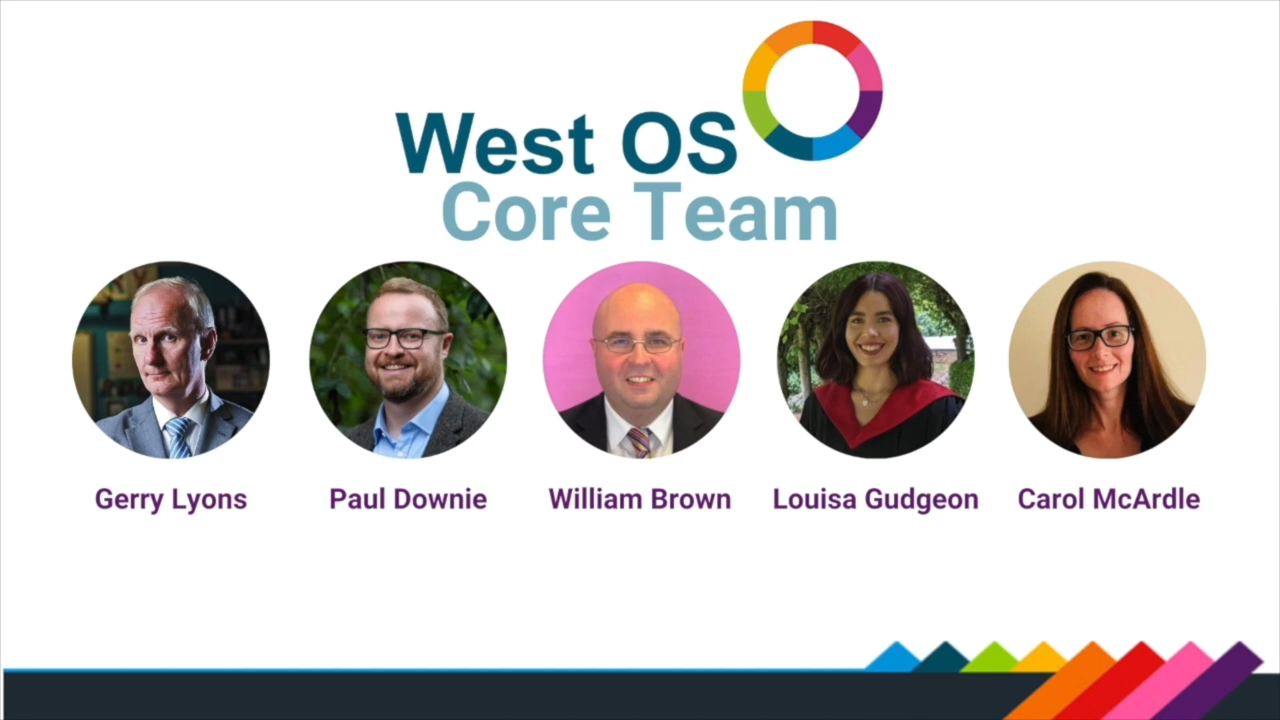 West OS
Core Team
Gerry Lyons
Paul Downie
William Brown
Louisa Gudgeon
Carol McArdle